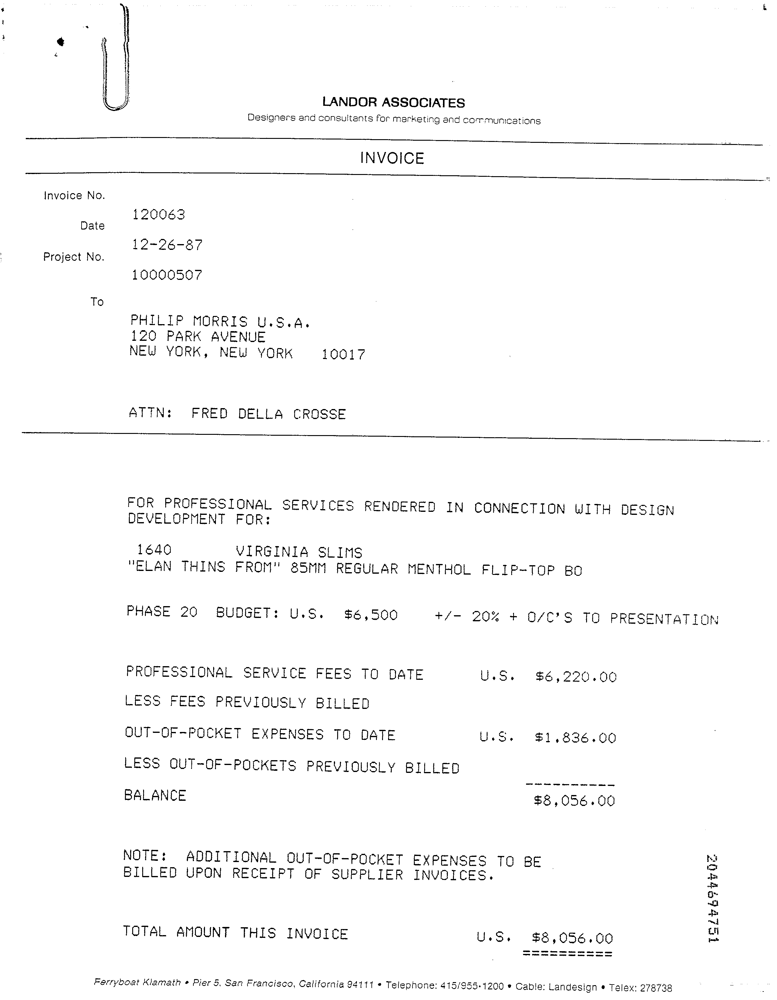 LANDOR ASSOCIATES
Designers and consultants for marketing and communications
INVOICE
Invoice No.
120063
Date
12-26-87
Project No.
10000507
To
PHILIP MORRIS U.S.A.
120 PARK AVENUE
NEW YORK, NEW YORK 10017
ATTN: FRED DELLA CROSSE
FOR PROFESSIONAL SERVICES RENDERED IN CONNECTION WITH DESIGN
DEVELOPMENT FOR:
1640 VIRGINIA SLIMS
"ELAN THINS FROM" 85MM REGULAR MENTHOL FLIP-TOP BO
PHASE 20 BUDGET: U.S. $6,500 +/- 20% + O/C'S TO PRESENTATION
PROFESSIONAL SERVICE FEES TO DATE U.S. $6,220.00
LESS FEES PREVIOUSLY BILLED
OUT-OF-POCKET EXPENSES TO DATE U.S. $1,836.00
LESS OUT-OF-POCKETS PREVIOUSLY BILLED
----------
BALANCE $8,056.00
NOTE: ADDITIONAL OUT-OF-POCKET EXPENSES TO BE
BILLED UPON RECEIPT OF SUPPLIER INVOICES.
2044694751
TOTAL AMOUNT THIS INVOICE U.S. $8,056.00
==========
Ferryboat Klamath • Pier 5, San Francisco, California 94111 • Telephone: 415/955-1200 • Cable: Landesign • Telex: 278738